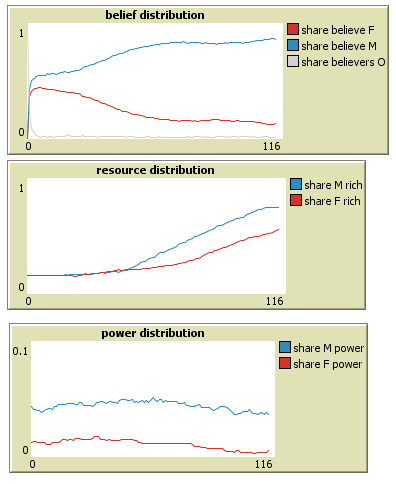 belief distribution
1
0
0
116
share believe F
share believe M
share believers O
resource distribution
1
0
0
116
share M rich
share F rich
power distribution
0.1
0
0
116
share M power
share F power